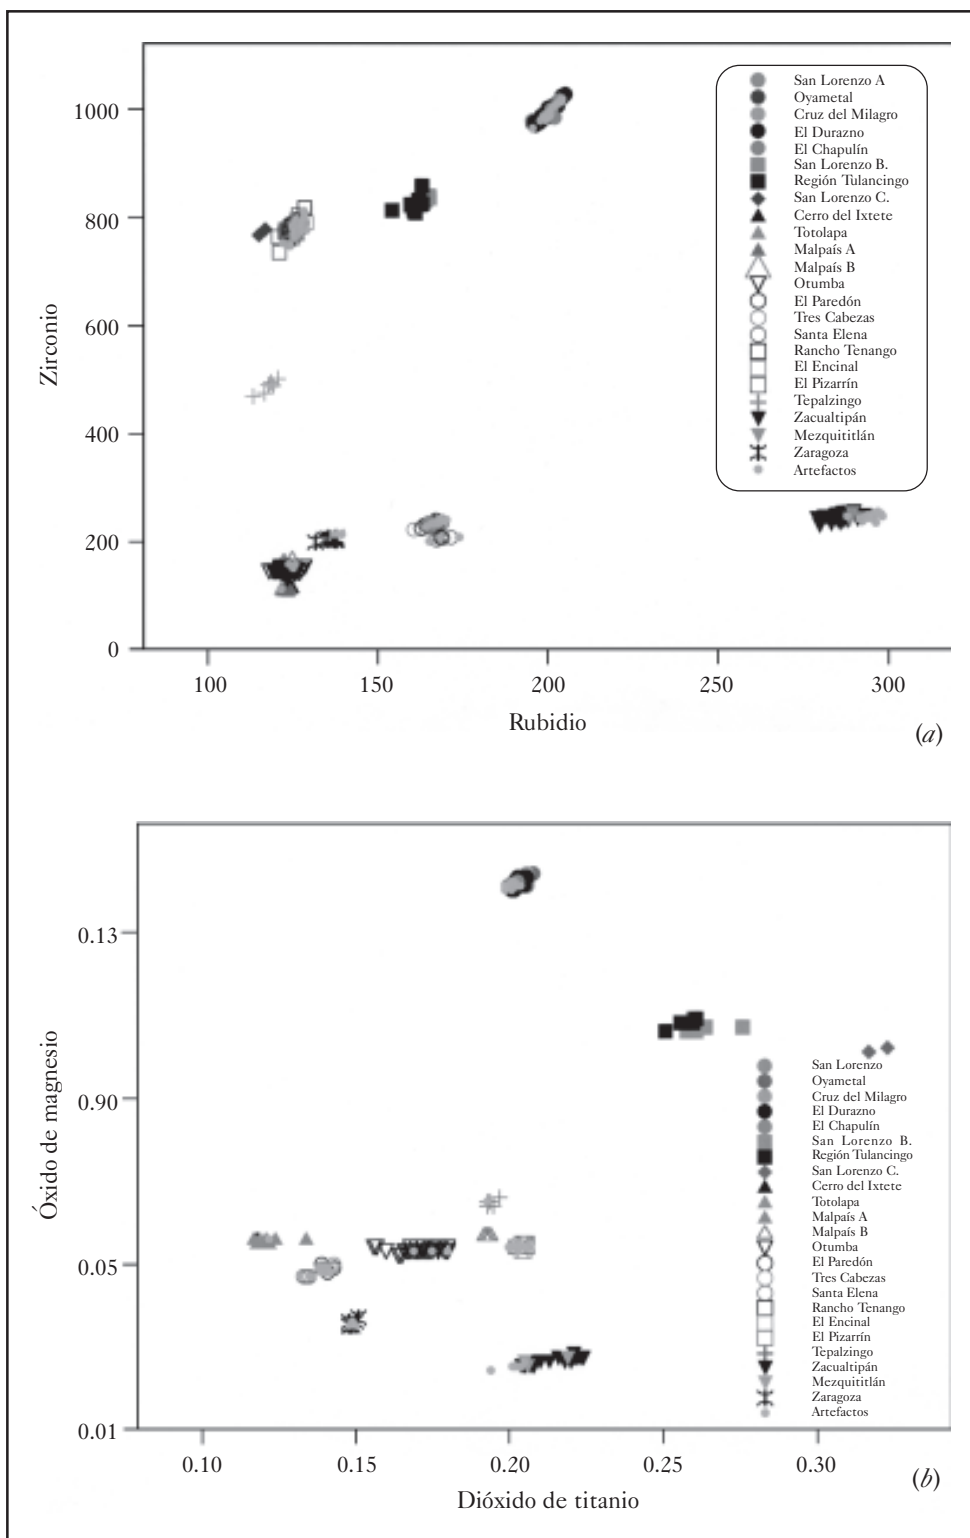 1000
800
600
400
200
0
Zirconio
100 150 200 250 300
Rubidio
(a)
San Lorenzo A
Oyametal
Cruz del Milagro
El Durazno
El Chapulín
San Lorenzo B.
Región Tulancingo
San Lorenzo C.
Cerro del Ixtete
Totolapa
Malpaís A
Malpaís B
Otumba
El Paredón
Tres Cabezas
Santa Elena
Rancho Tenango
El Encinal
El Pizarrín
Tepalzingo
Zacualtipán
Mezquititlán
Zaragoza
Artefactos
0.13
0.90
0.05
0.01
Óxido de magnesio
0.10 0.15 0.20 0.25 0.30
Dióxido de titanio
(b)
San Lorenzo
Oyametal
Cruz del Milagro
El Durazno
El Chapulín
San Lorenzo B.
Región Tulancingo
San Lorenzo C.
Cerro del Ixtete
Totolapa
Malpaís A
Malpaís B
Otumba
El Paredón
Tres Cabezas
Santa Elena
Rancho Tenango
El Encinal
El Pizarrín
Tepalzingo
Zacualtipán
Mezquititlán
Zaragoza
Artefactos